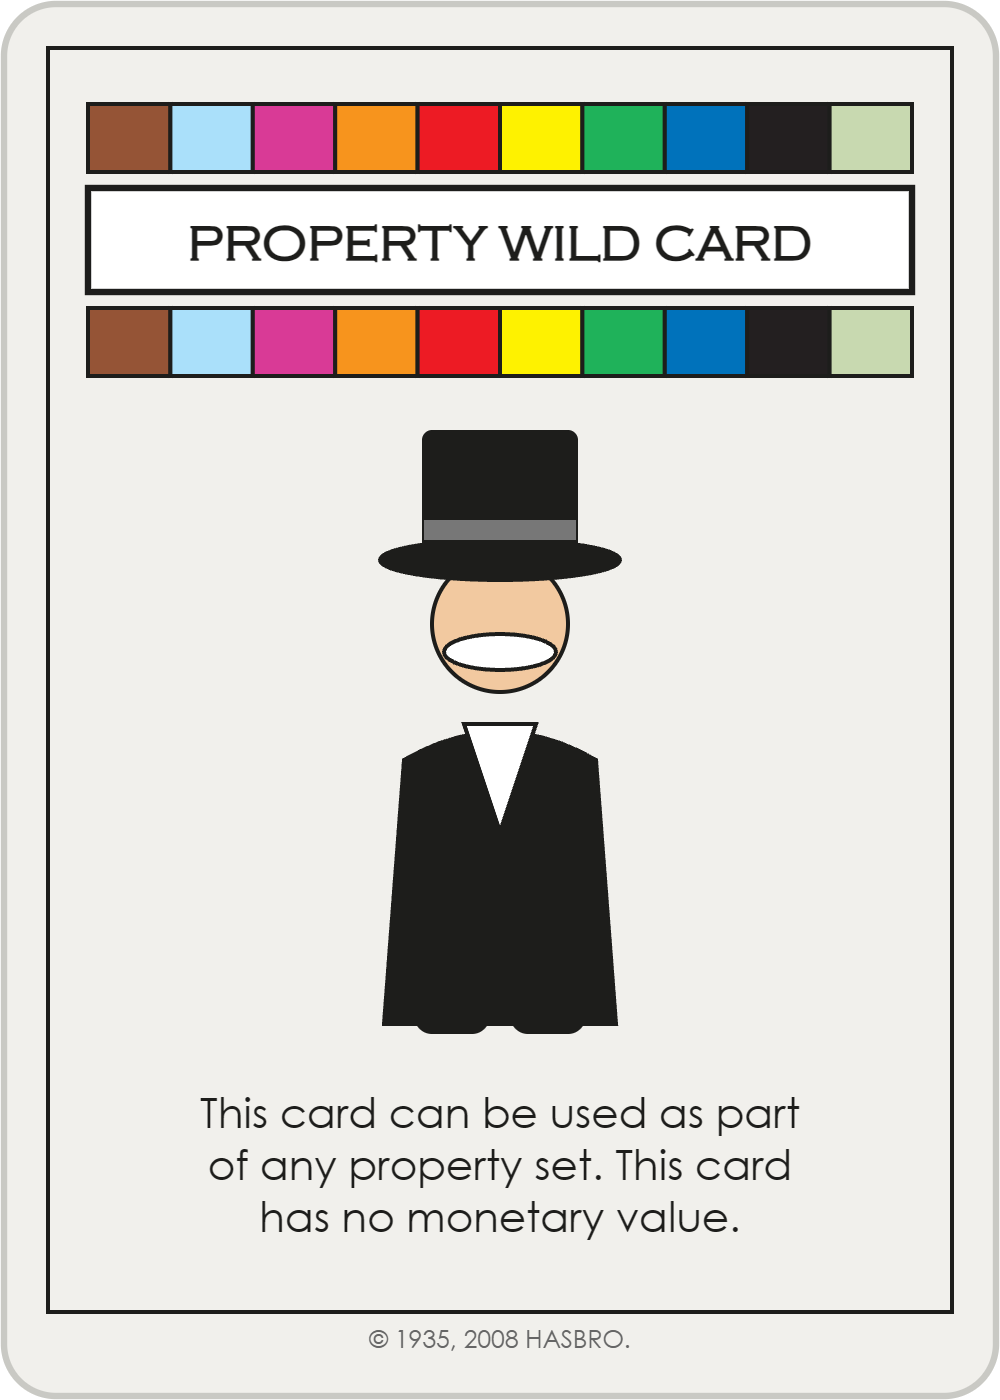 PROPERTY WILD CARD
This card can be used as part
of any property set. This card
has no monetary value.
© 1935, 2008 HASBRO.